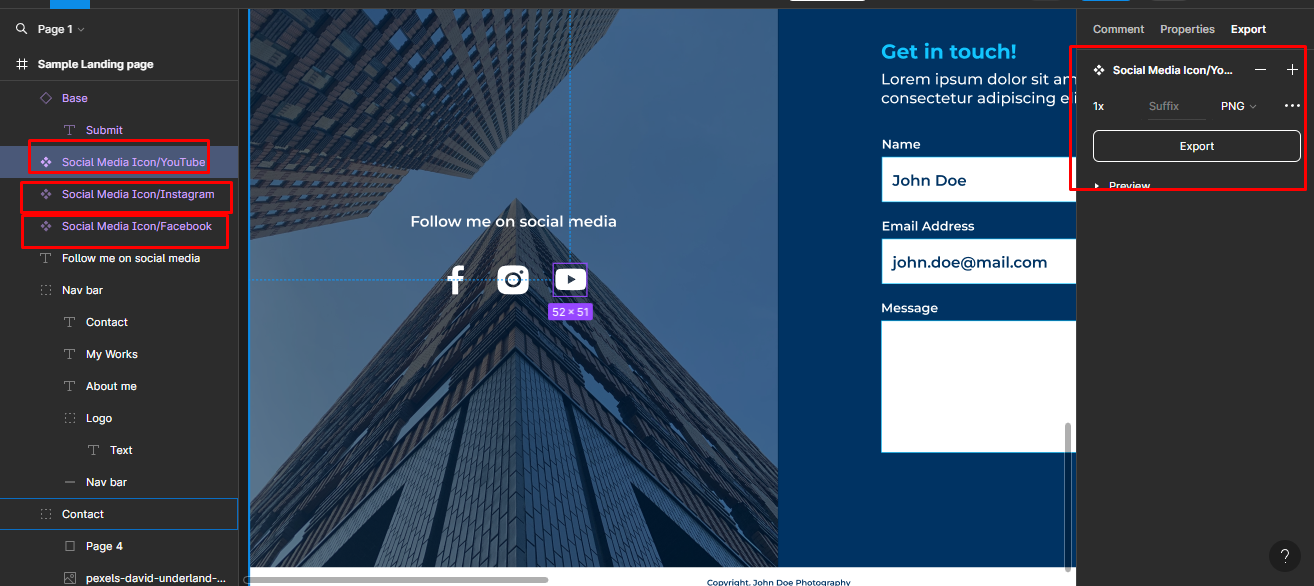 Page 1
Sample Landing page
Base
Submit
Social Media Icon/YouTube
Social Media Icon/Instagram
Social Media Icon/Facebook
Follow me on social media
Nav bar
Contact
My Works
About me
Logo
Text
Nav bar
Contact
Page 4
pexels-david-underland-...
Follow me on social media
52 × 51
Get in touch!
Lorem ipsum dolor sit am
consectetur adipiscing eli
Name
John Doe
Email Address
john.doe@mail.com
Message
Copyright. John Doe Photography
Comment Properties Export
Social Media Icon/Yo...
1x Suffix PNG
Export
Preview
?